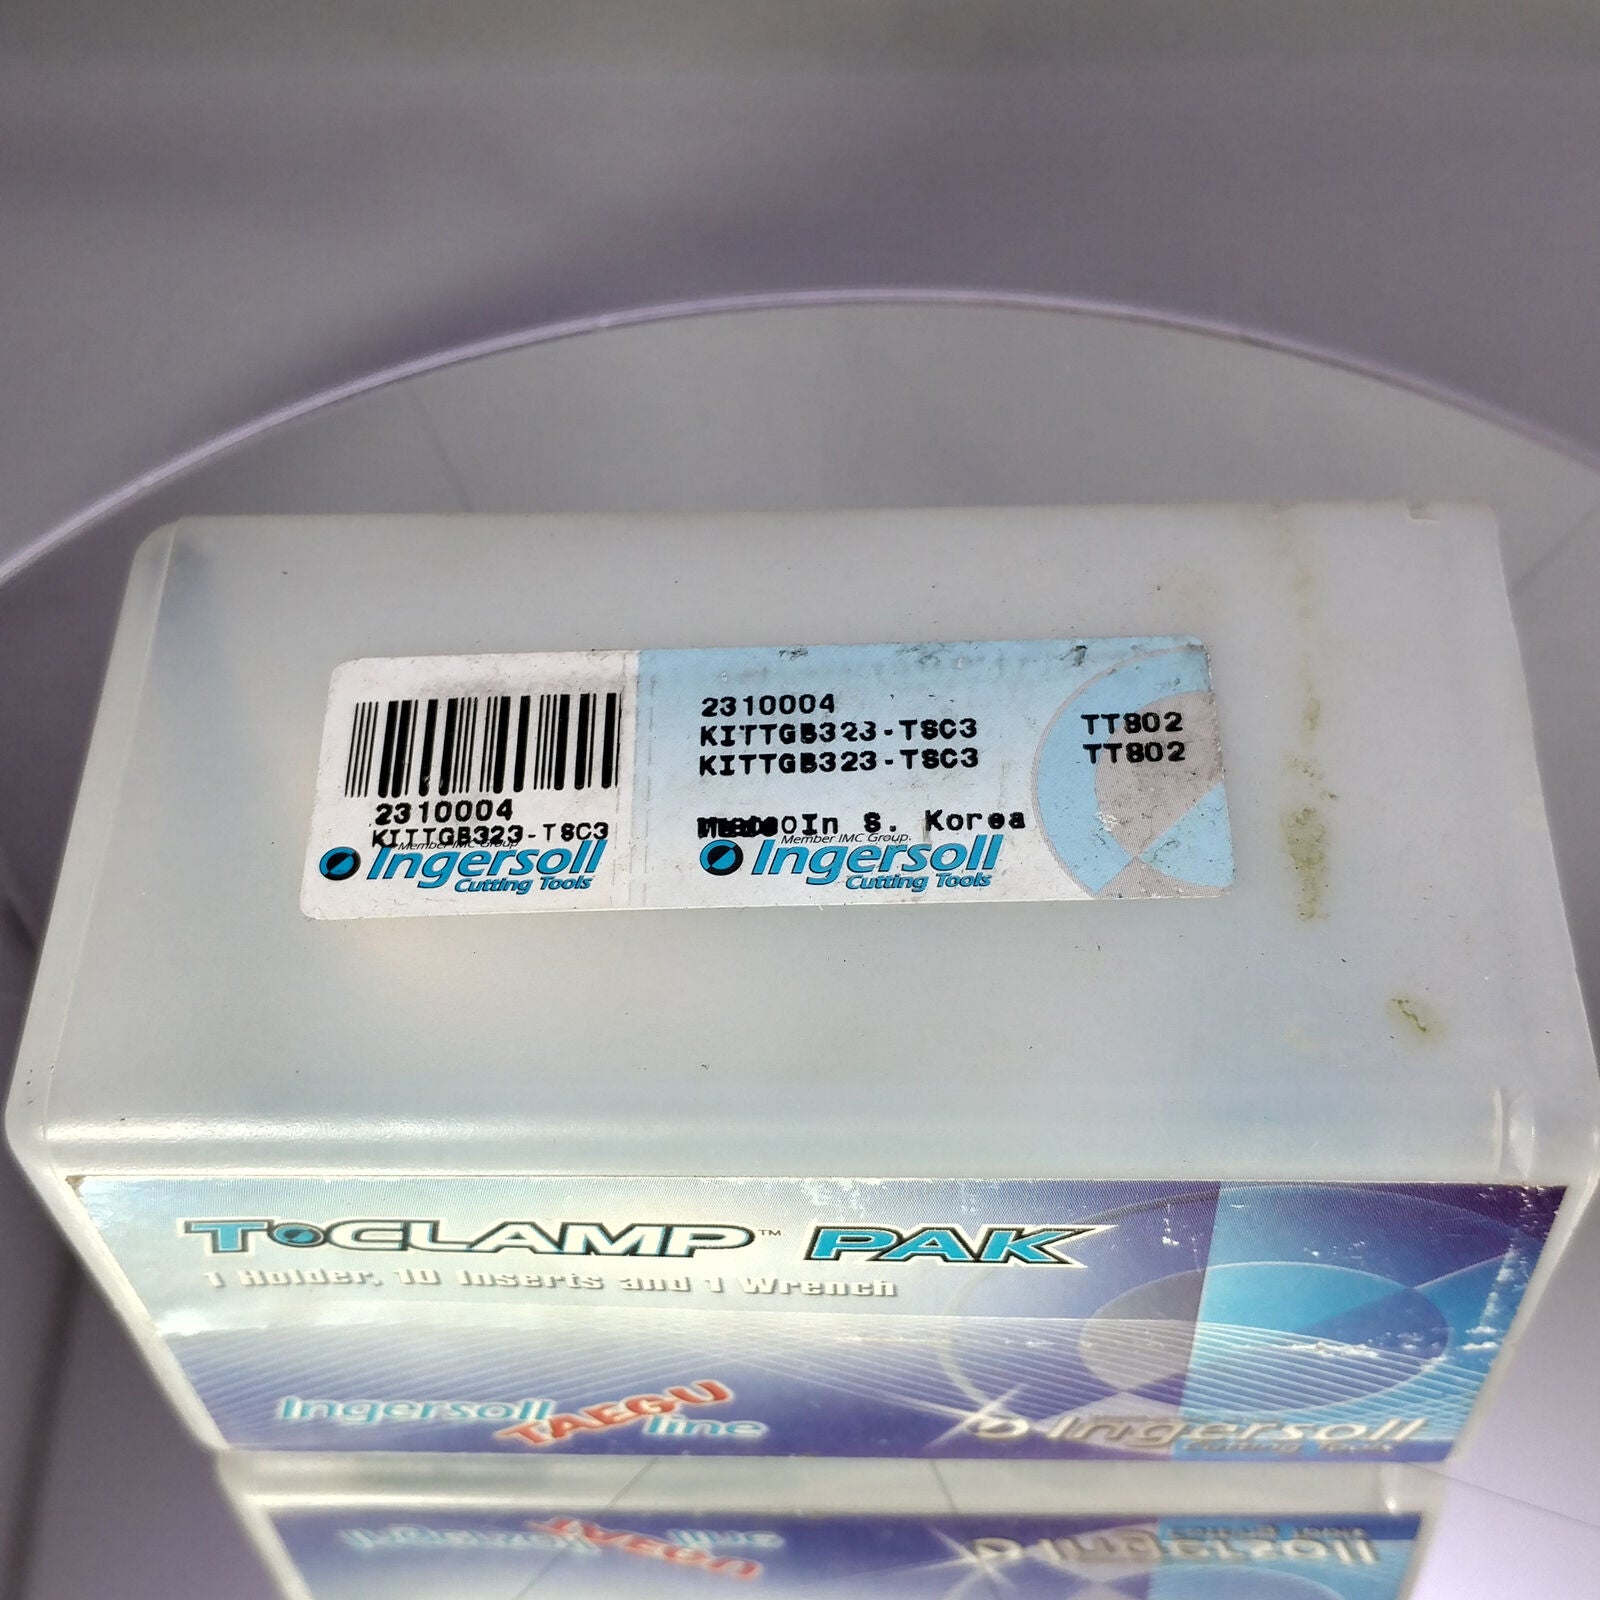 2310004
KITTGB323-TSC3
Member IMC Group
Ingersoll
Cutting Tools
2310004
KITTGB323-TSC3 TT802
KITTGB323-TSC3 TT802
In S. Korea
Member IMC Group
Ingersoll
Cutting Tools
T•CLAMP™ PAK
1 Holder, 10 Inserts and 1 Wrench
Ingersoll TAEGU line
Ingersoll
Cutting Tools